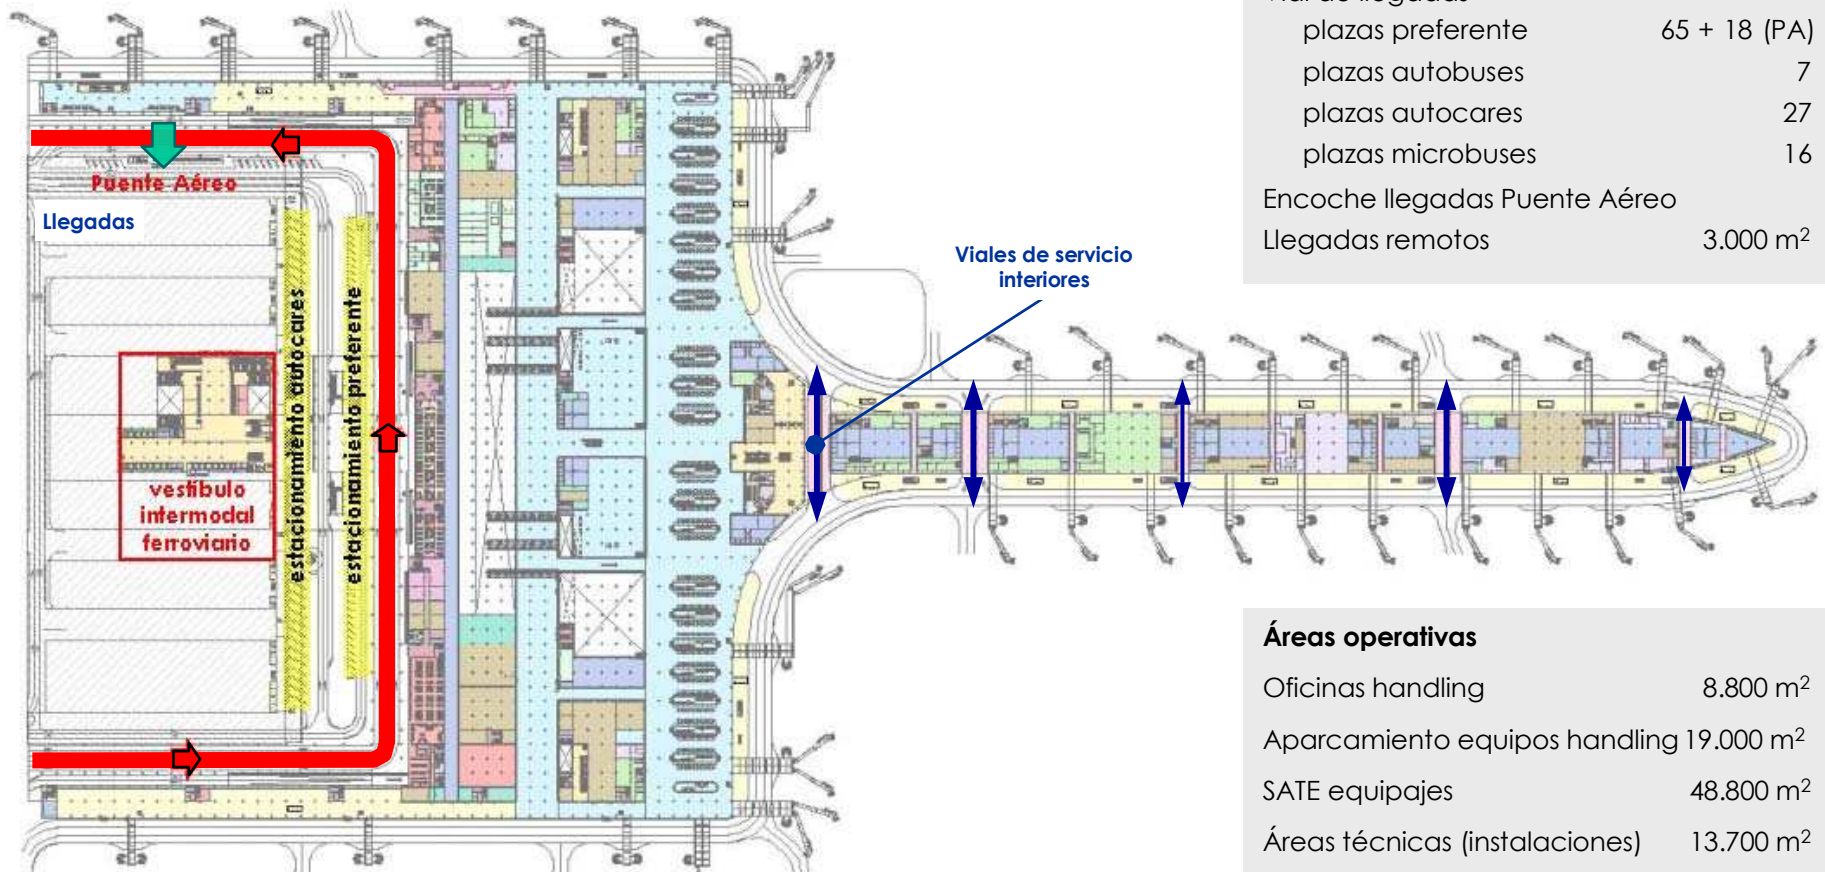 Vial de llegadas
plazas preferente 65 + 18 (PA)
plazas autobuses 7
plazas autocares 27
plazas microbuses 16
Encoche llegadas Puente Aéreo
Llegadas remotos 3.000 m²
Puente Aéreo
Llegadas
estacionamiento autocares
estacionamiento preferente
vestíbulo
intermodal
ferroviario
Viales de servicio
interiores
Áreas operativas
Oficinas handling 8.800 m²
Aparcamiento equipos handling 19.000 m²
SATE equipajes 48.800 m²
Áreas técnicas (instalaciones) 13.700 m²